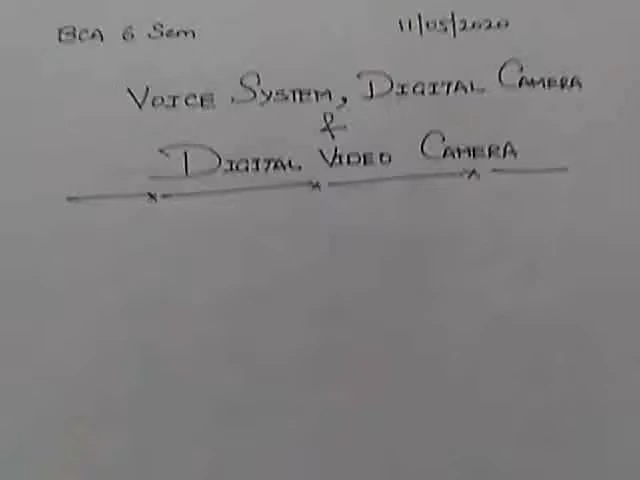 BCA 6 Sem 11/05/2020
VOICE SYSTEM, DIGITAL CAMERA
&
DIGITAL VIDEO CAMERA